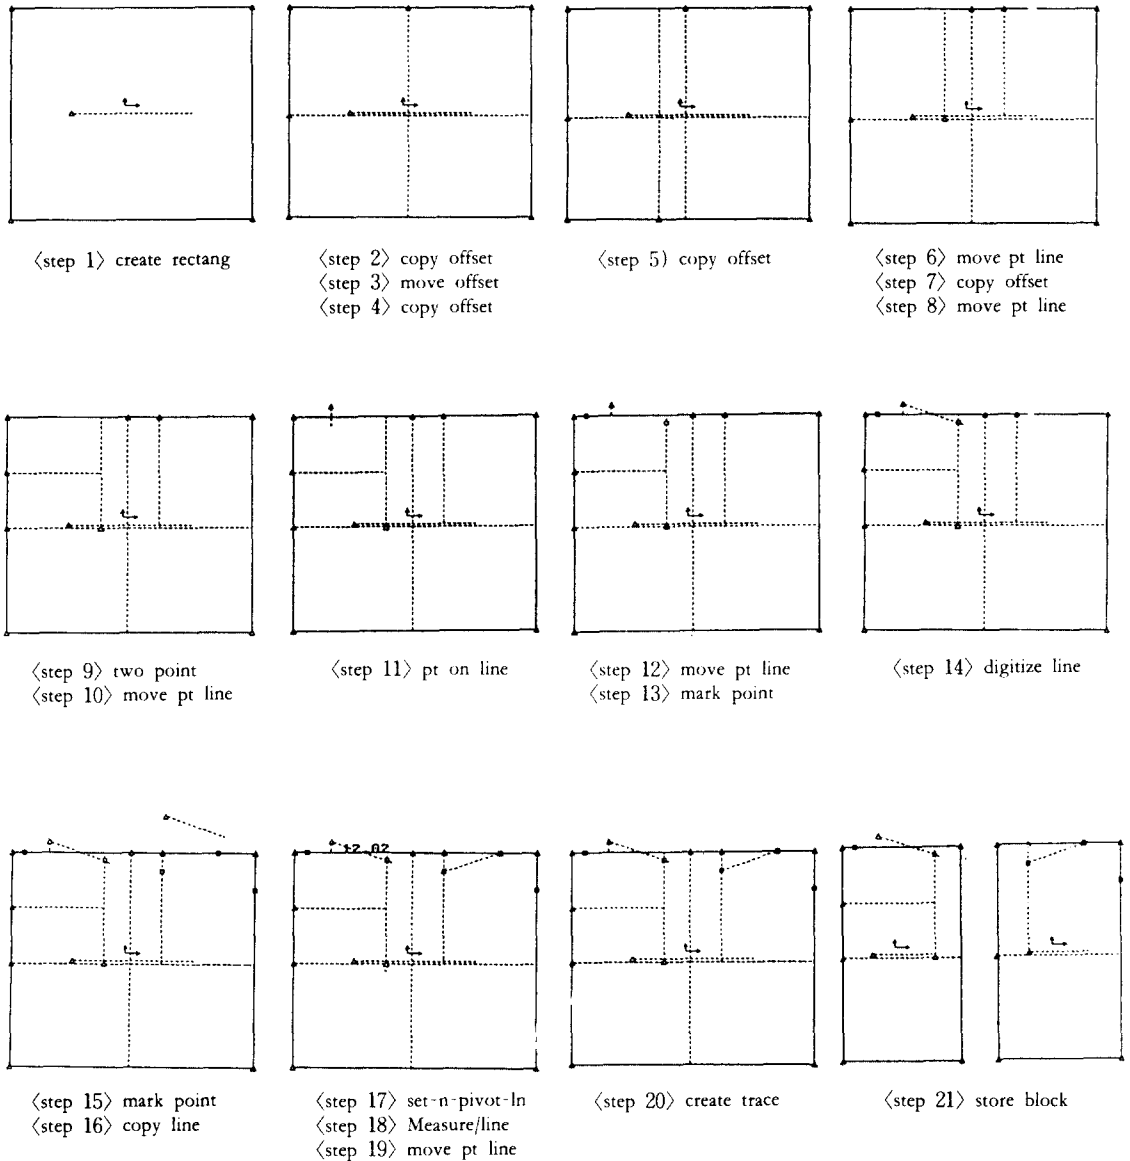 〈step 1〉 create rectang
〈step 2〉 copy offset
〈step 3〉 move offset
〈step 4〉 copy offset
〈step 5) copy offset
〈step 6〉 move pt line
〈step 7〉 copy offset
〈step 8〉 move pt line
〈step 9〉 two point
〈step 10〉 move pt line
〈step 11〉 pt on line
〈step 12〉 move pt line
〈step 13〉 mark point
〈step 14〉 digitize line
12.02
〈step 15〉 mark point
〈step 16〉 copy line
〈step 17〉 set-n-pivot-ln
〈step 18〉 Measure/line
〈step 19〉 move pt line
〈step 20〉 create trace
〈step 21〉 store block